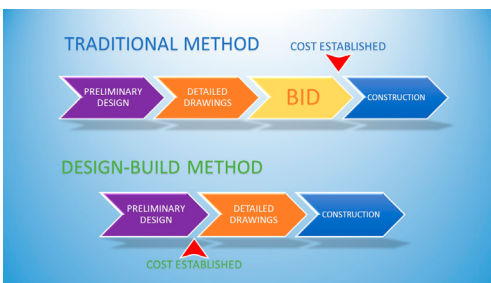 TRADITIONAL METHOD
COST ESTABLISHED
PRELIMINARY
DESIGN
DETAILED
DRAWINGS
BID
CONSTRUCTION
DESIGN-BUILD METHOD
PRELIMINARY
DESIGN
DETAILED
DRAWINGS
CONSTRUCTION
COST ESTABLISHED